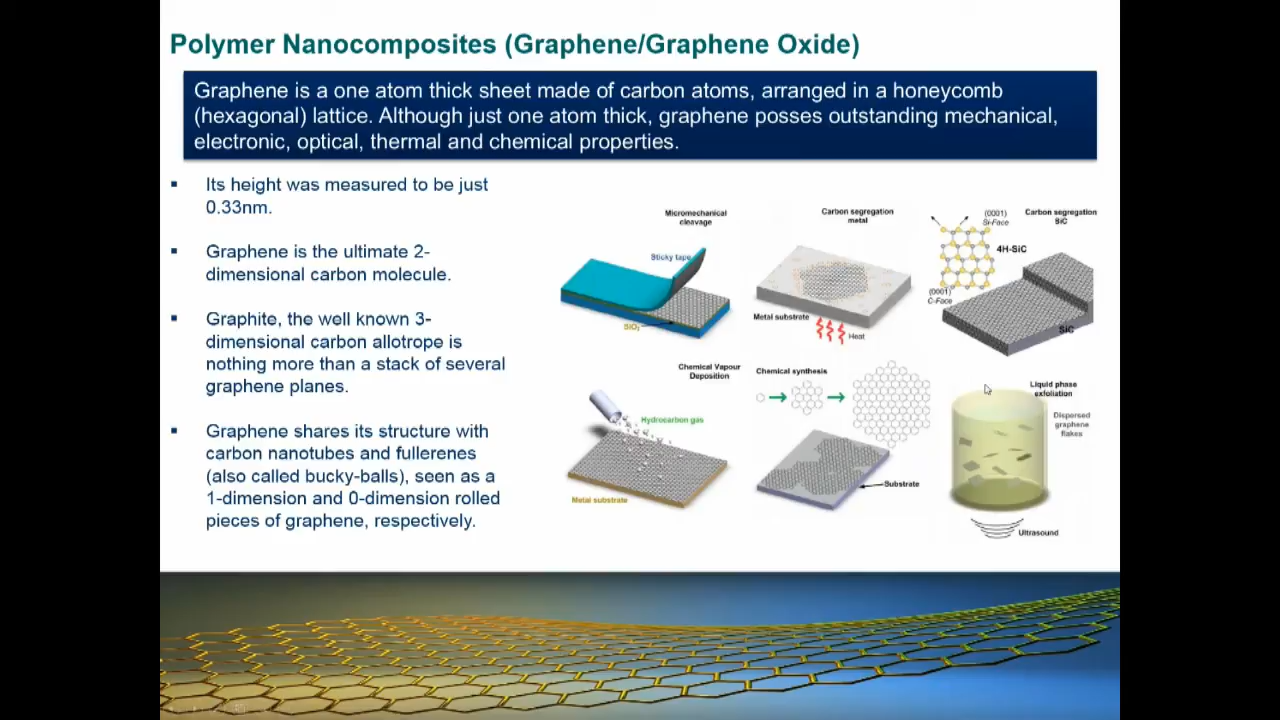 Polymer Nanocomposites (Graphene/Graphene Oxide)
Graphene is a one atom thick sheet made of carbon atoms, arranged in a honeycomb
(hexagonal) lattice. Although just one atom thick, graphene posses outstanding mechanical,
electronic, optical, thermal and chemical properties.
Its height was measured to be just
0.33nm.
Graphene is the ultimate 2-
dimensional carbon molecule.
Graphite, the well known 3-
dimensional carbon allotrope is
nothing more than a stack of several
graphene planes.
Graphene shares its structure with
carbon nanotubes and fullerenes
(also called bucky-balls), seen as a
1-dimension and 0-dimension rolled
pieces of graphene, respectively.
Micromechanical
cleavage
Sticky tape
SiO₂
Carbon segregation
metal
Metal substrate
Heat
(0001)
Si-Face
Carbon segregation
SiC
4H-SiC
(0001)
C-Face
SiC
Chemical Vapour
Deposition
Hydrocarbon gas
Metal substrate
Chemical synthesis
Substrate
Liquid phase
exfoliation
Dispersed
graphene
flakes
Ultrasound